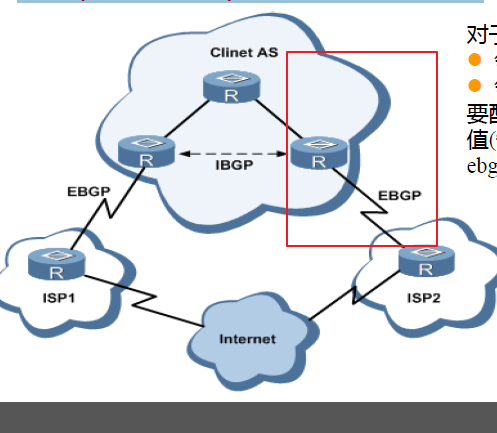 Clinet AS
R
R
IBGP
R
EBGP
EBGP
R
ISP1
R
ISP2
Internet
对于
要配
值(
ebg